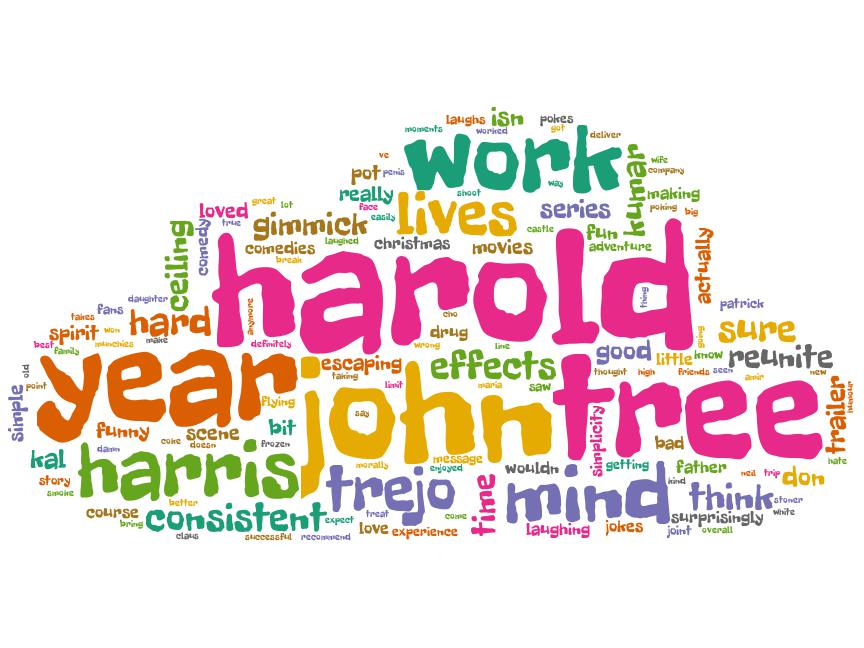 laughs isn pokes
moments worked got deliver
work
ve
pot penis
kumar
wife
company
really
face
shoot
way
making
loved great lot
true
gimmick
easily
lives
series
castle
fun
poking big
comedy
ceiling
comedies laughed christmas movies
adventure
break
actually
harold
thing
daughter
fans
patrick
takes
spirit won hard
make
anymore
cho
drug
going
sure
best
family
munchies
definitely
wrong
line
good
little know reunite
old
point
simple
year
john
tree
escaping
taking
effects
thought high friends seen
amir
new
limit
maria
saw
flying
say
simplicity
trailer
humour
funny
coke
scene
doesn
bit
frozen
bad
damn
kal
harris
morally
message
enjoyed
wouldn
getting
father
neil trip
hate
story
smoke
trejo
time
mind
kind
think
don
stoner
better
course
bring
consistent
expect
treat
come
surprisingly
white
claus
successful
recommend
love experience
laughing
jokes
joint
overall